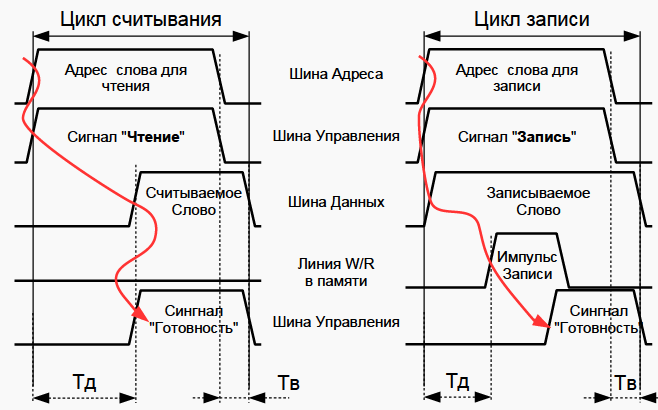 Цикл считывания
Цикл записи
Адрес слова для
чтения
Шина Адреса
Адрес слова для
записи
Сигнал "Чтение"
Шина Управления
Сигнал "Запись"
Считываемое
Слово
Шина Данных
Записываемое
Слово
Линия W/R
в памяти
Импульс
Записи
Сингнал
"Готовность"
Шина Управления
Сингнал
"Готовность"
Тд
Тв
Тд
Тв